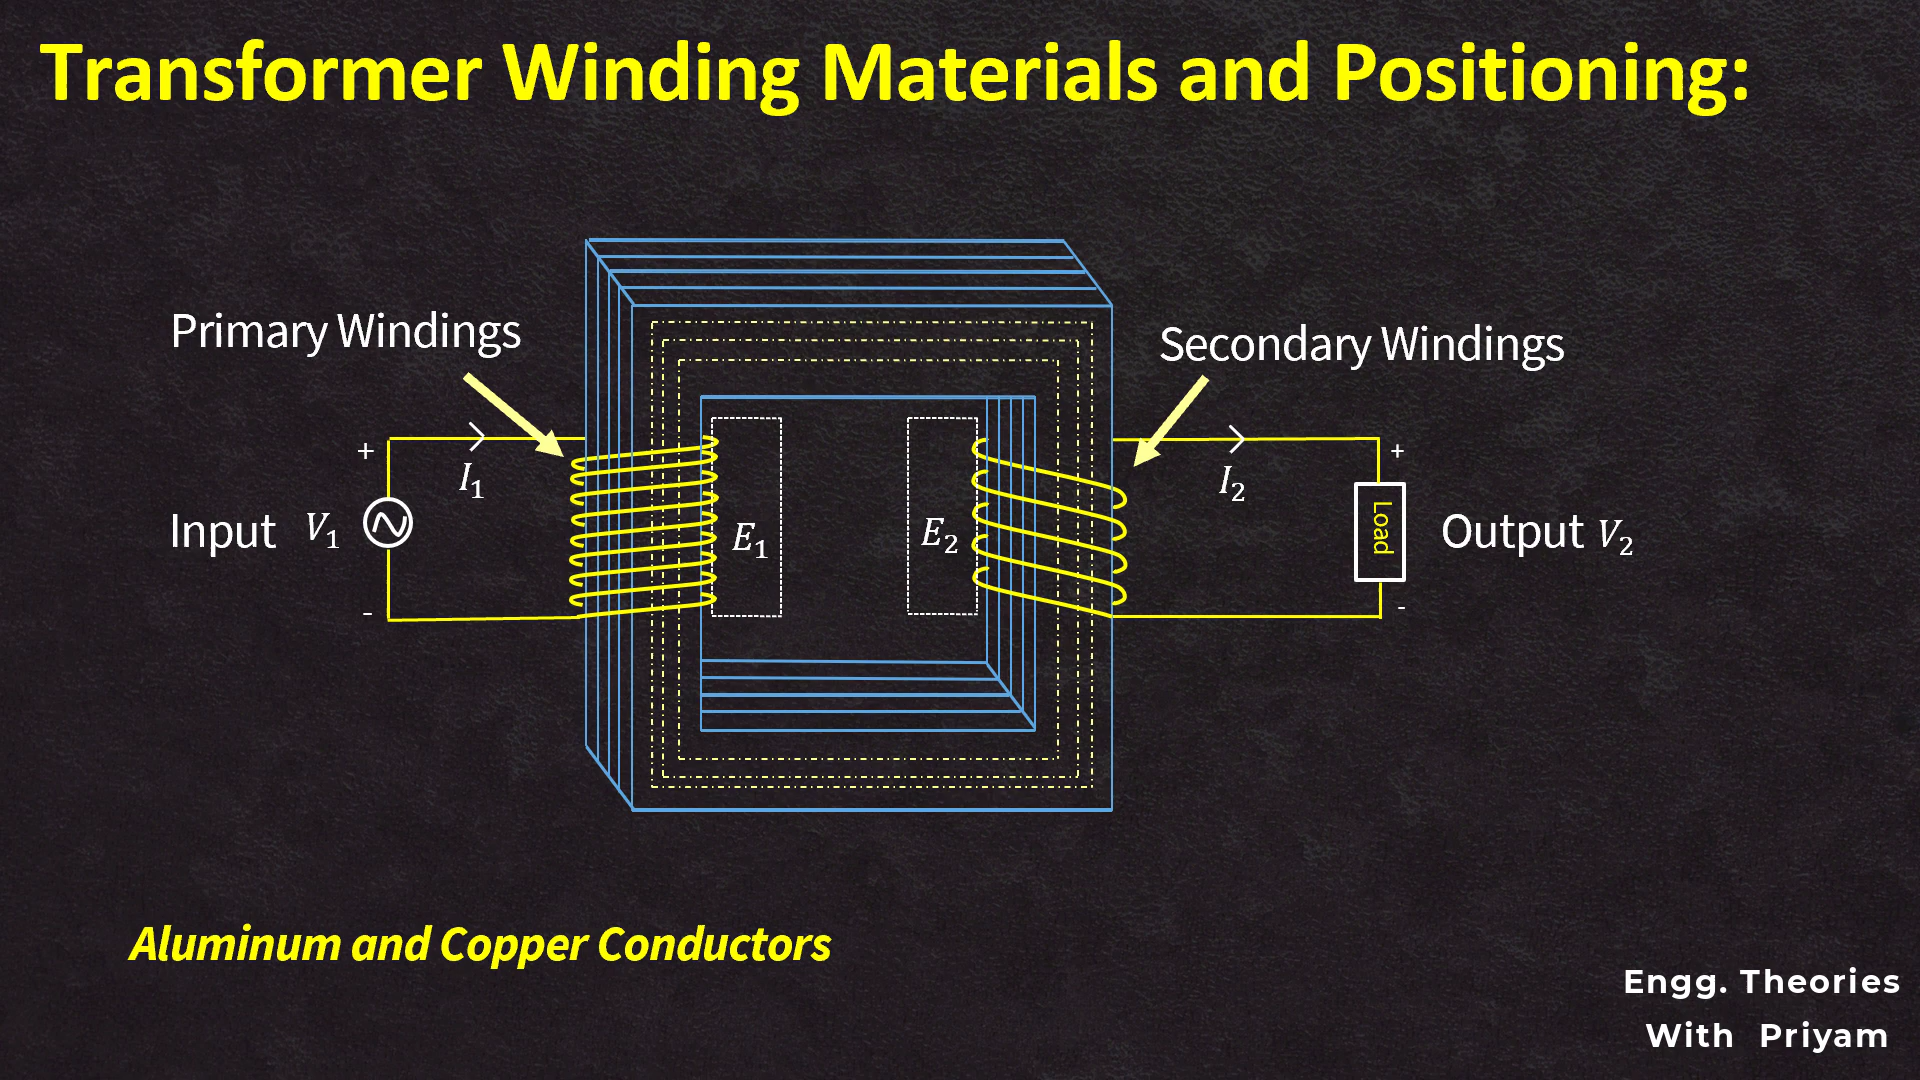 Transformer Winding Materials and Positioning:
Primary Windings
Secondary Windings
+
I₁
I₂
+
Input V₁
E₁
E₂
Load
Output V₂
-
-
Aluminum and Copper Conductors
Engg. Theories
With Priyam